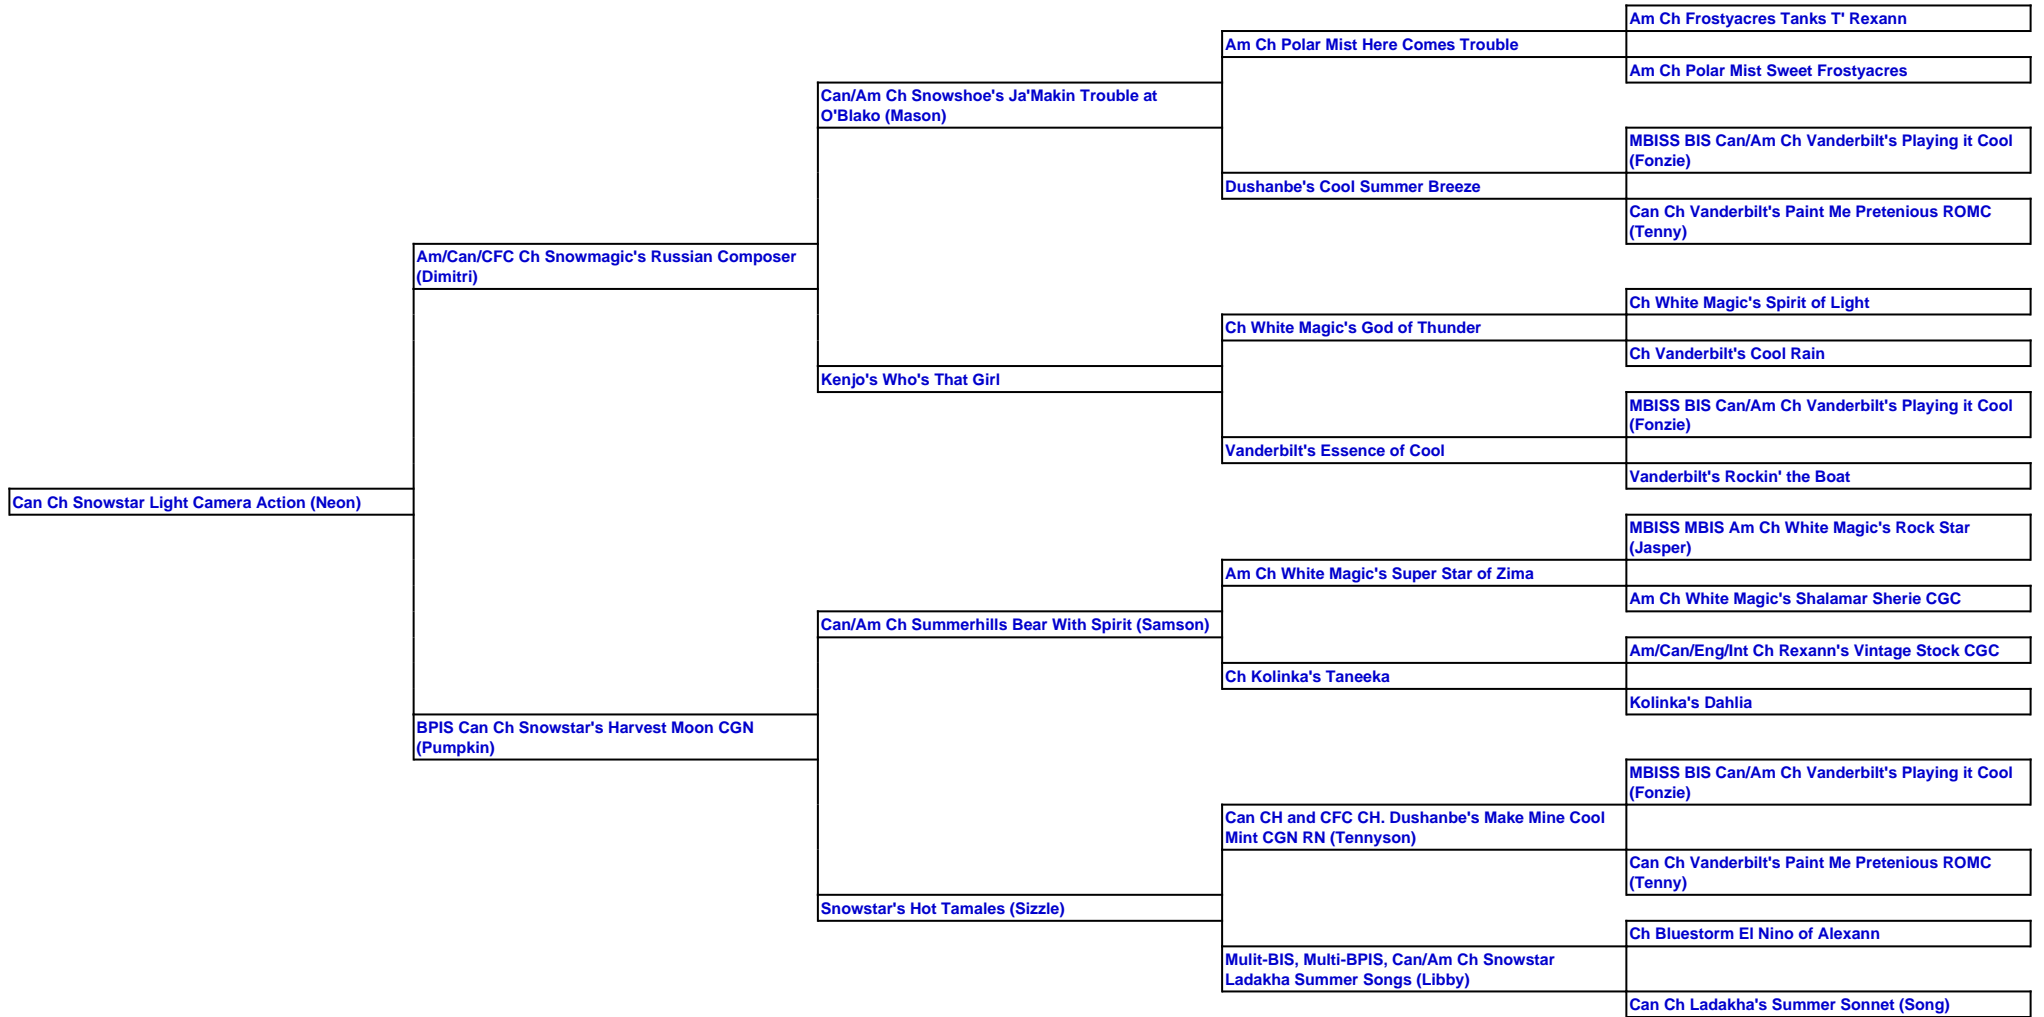 Am Ch Frostyacres Tanks T' Rexann
Am Ch Polar Mist Here Comes Trouble
Am Ch Polar Mist Sweet Frostyacres
Can/Am Ch Snowshoe's Ja'Makin Trouble at
O'Blako (Mason)
MBISS BIS Can/Am Ch Vanderbilt's Playing it Cool
(Fonzie)
Dushanbe's Cool Summer Breeze
Can Ch Vanderbilt's Paint Me Pretenious ROMC
(Tenny)
Am/Can/CFC Ch Snowmagic's Russian Composer
(Dimitri)
Ch White Magic's Spirit of Light
Ch White Magic's God of Thunder
Ch Vanderbilt's Cool Rain
Kenjo's Who's That Girl
MBISS BIS Can/Am Ch Vanderbilt's Playing it Cool
(Fonzie)
Vanderbilt's Essence of Cool
Vanderbilt's Rockin' the Boat
Can Ch Snowstar Light Camera Action (Neon)
MBISS MBIS Am Ch White Magic's Rock Star
(Jasper)
Am Ch White Magic's Super Star of Zima
Am Ch White Magic's Shalamar Sherie CGC
Can/Am Ch Summerhills Bear With Spirit (Samson)
Am/Can/Eng/Int Ch Rexann's Vintage Stock CGC
Ch Kolinka's Taneeka
Kolinka's Dahlia
BPIS Can Ch Snowstar's Harvest Moon CGN
(Pumpkin)
MBISS BIS Can/Am Ch Vanderbilt's Playing it Cool
(Fonzie)
Can CH and CFC CH. Dushanbe's Make Mine Cool
Mint CGN RN (Tennyson)
Can Ch Vanderbilt's Paint Me Pretenious ROMC
(Tenny)
Snowstar's Hot Tamales (Sizzle)
Ch Bluestorm El Nino of Alexann
Mulit-BIS, Multi-BPIS, Can/Am Ch Snowstar
Ladakha Summer Songs (Libby)
Can Ch Ladakha's Summer Sonnet (Song)